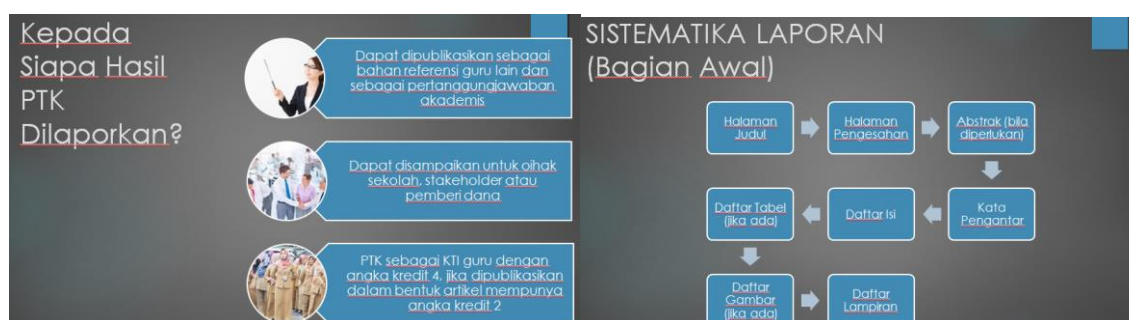 Kepada
Siapa Hasil
PTK
Dilaporkan?
Dapat dipublikasikan sebagai
bahan referensi guru lain dan
sebagai pertanggungjawaban
akademis
Dapat disampaikan untuk oihak
sekolah, stakeholder atau
pemberi dana
PTK sebagai KTI guru dengan
angka kredit 4, jika dipublikasikan
dalam bentuk artikel mempunya
angka kredit 2
SISTEMATIKA LAPORAN
(Bagian Awal)
Halaman
Judul
Halaman
Pengesahan
Abstrak (bila
diperlukan)
Kata
Pengantar
Daftar Isi
Daftar Tabel
(jika ada)
Daftar
Gambar
(jika ada)
Daftar
Lampiran